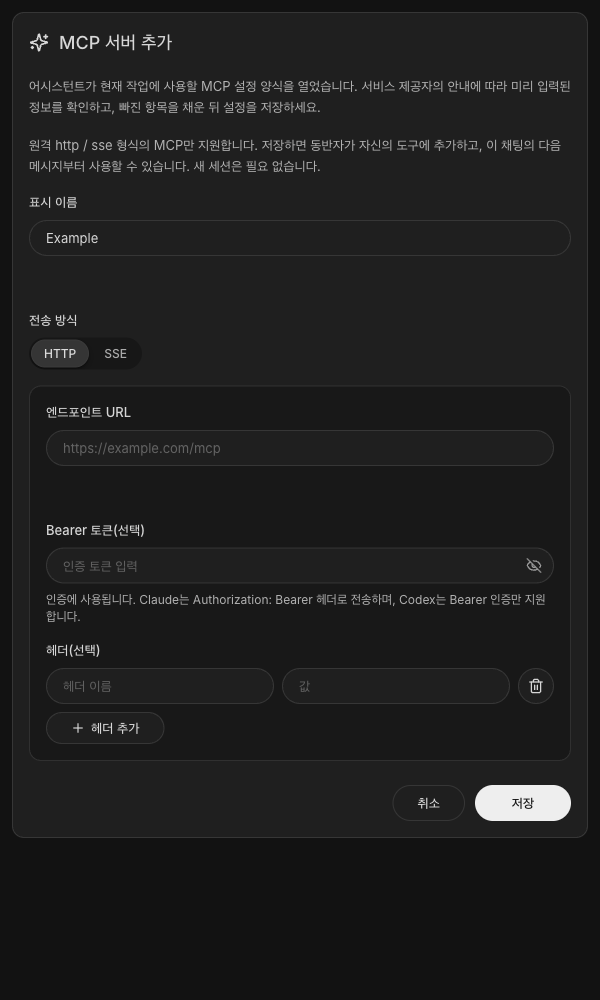 MCP 서버 추가
어시스턴트가 현재 작업에 사용할 MCP 설정 양식을 열었습니다. 서비스 제공자의 안내에 따라 미리 입력된
정보를 확인하고, 빠진 항목을 채운 뒤 설정을 저장하세요.
원격 http / sse 형식의 MCP만 지원합니다. 저장하면 동반자가 자신의 도구에 추가하고, 이 채팅의 다음
메시지부터 사용할 수 있습니다. 새 세션은 필요 없습니다.
표시 이름
Example
전송 방식
HTTP SSE
엔드포인트 URL
https://example.com/mcp
Bearer 토큰(선택)
인증 토큰 입력
인증에 사용됩니다. Claude는 Authorization: Bearer 헤더로 전송하며, Codex는 Bearer 인증만 지원
합니다.
헤더(선택)
헤더 이름 값
헤더 추가
취소 저장